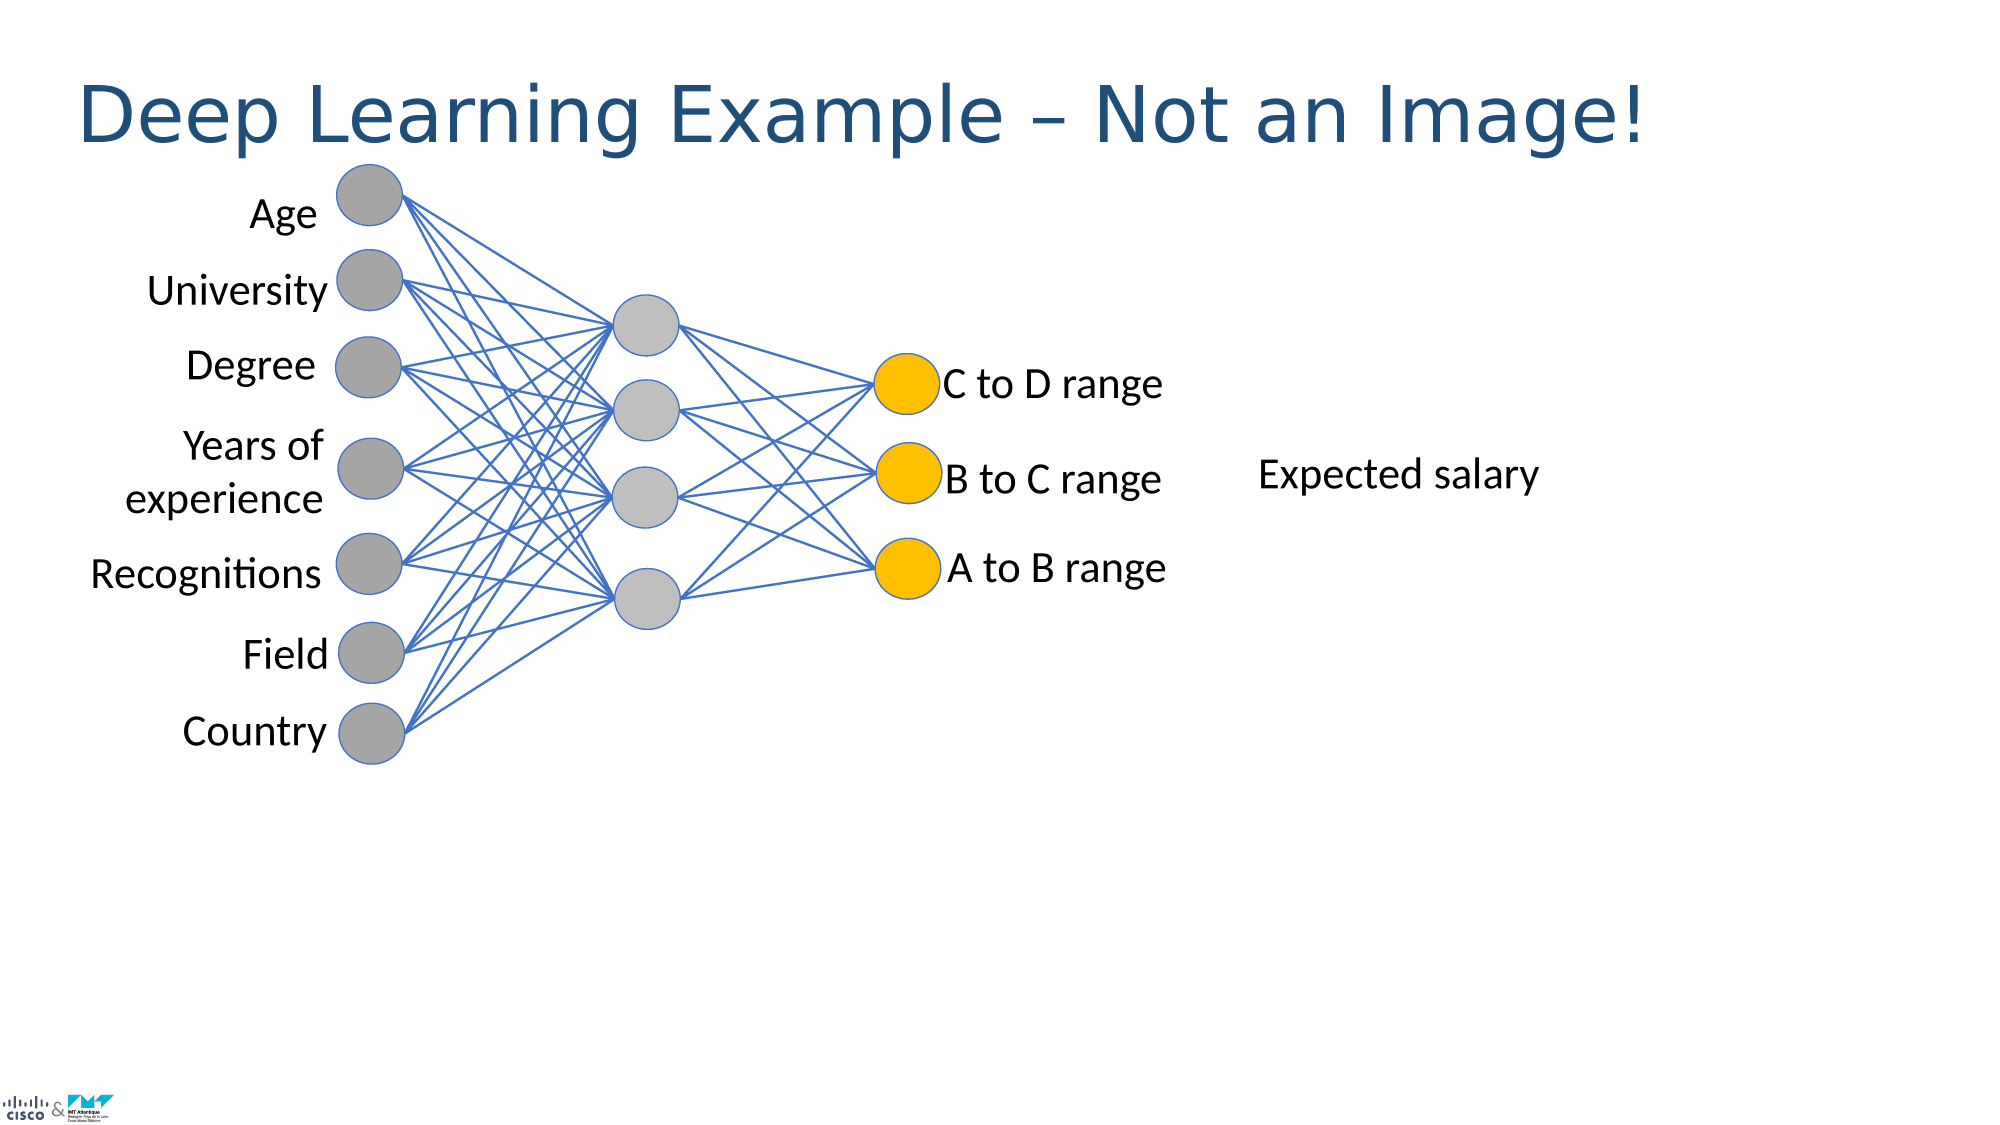 Deep Learning Example – Not an Image!
Age
University
Degree
Years of
experience
Recognitions
Field
Country
C to D range
B to C range
A to B range
Expected salary
CISCO
&
IMT Atlantique